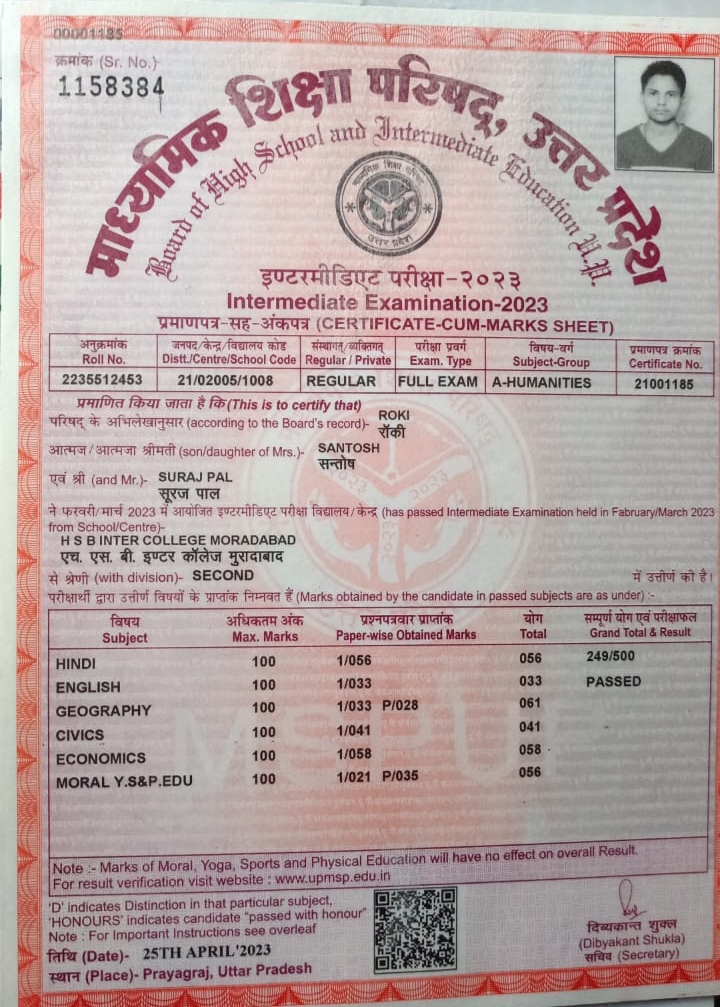 00001185
क्रमांक (Sr. No.)
1158384
माध्यमिक शिक्षा परिषद्, उत्तर प्रदेश
Board of High School and Intermediate Education U.P.
माध्यमिक शिक्षा परिषद्
उत्तर प्रदेश
इण्टरमीडिएट परीक्षा-२०२३
Intermediate Examination-2023
प्रमाणपत्र-सह-अंकपत्र (CERTIFICATE-CUM-MARKS SHEET)
अनुक्रमांक जनपद/केन्द्र/विद्यालय कोड संस्थागत/व्यक्तिगत परीक्षा प्रवर्ग विषय-वर्ग प्रमाणपत्र क्रमांक
Roll No. Distt./Centre/School Code Regular / Private Exam. Type Subject-Group Certificate No.
2235512453 21/02005/1008 REGULAR FULL EXAM A-HUMANITIES 21001185
प्रमाणित किया जाता है कि (This is to certify that)
परिषद् के अभिलेखानुसार (according to the Board's record)- ROKI
रॉकी
आत्मज/आत्मजा श्रीमती (son/daughter of Mrs.)- SANTOSH
सन्तोष
एवं श्री (and Mr.)- SURAJ PAL
सूरज पाल
ने फरवरी/मार्च 2023 में आयोजित इण्टरमीडिएट परीक्षा विद्यालय/केन्द्र (has passed Intermediate Examination held in Fabruary/March 2023
from School/Centre)-
H S B INTER COLLEGE MORADABAD
एच. एस. बी. इण्टर कॉलेज मुरादाबाद
से श्रेणी (with division)- SECOND में उत्तीर्ण की है।
परीक्षार्थी द्वारा उत्तीर्ण विषयों के प्राप्तांक निम्नवत हैं (Marks obtained by the candidate in passed subjects are as under) :-
विषय अधिकतम अंक प्रश्नपत्रवार प्राप्तांक योग सम्पूर्ण योग एवं परीक्षाफल
Subject Max. Marks Paper-wise Obtained Marks Total Grand Total & Result
HINDI 100 1/056 056 249/500
ENGLISH 100 1/033 033 PASSED
GEOGRAPHY 100 1/033 P/028 061
CIVICS 100 1/041 041
ECONOMICS 100 1/058 058
MORAL Y.S&P.EDU 100 1/021 P/035 056
Note :- Marks of Moral, Yoga, Sports and Physical Education will have no effect on overall Result.
For result verification visit website : www.upmsp.edu.in
'D' indicates Distinction in that particular subject,
'HONOURS' indicates candidate "passed with honour"
Note : For Important Instructions see overleaf
तिथि (Date)- 25TH APRIL'2023
स्थान (Place)- Prayagraj, Uttar Pradesh
दिव्यकान्त शुक्ल
(Dibyakant Shukla)
सचिव (Secretary)